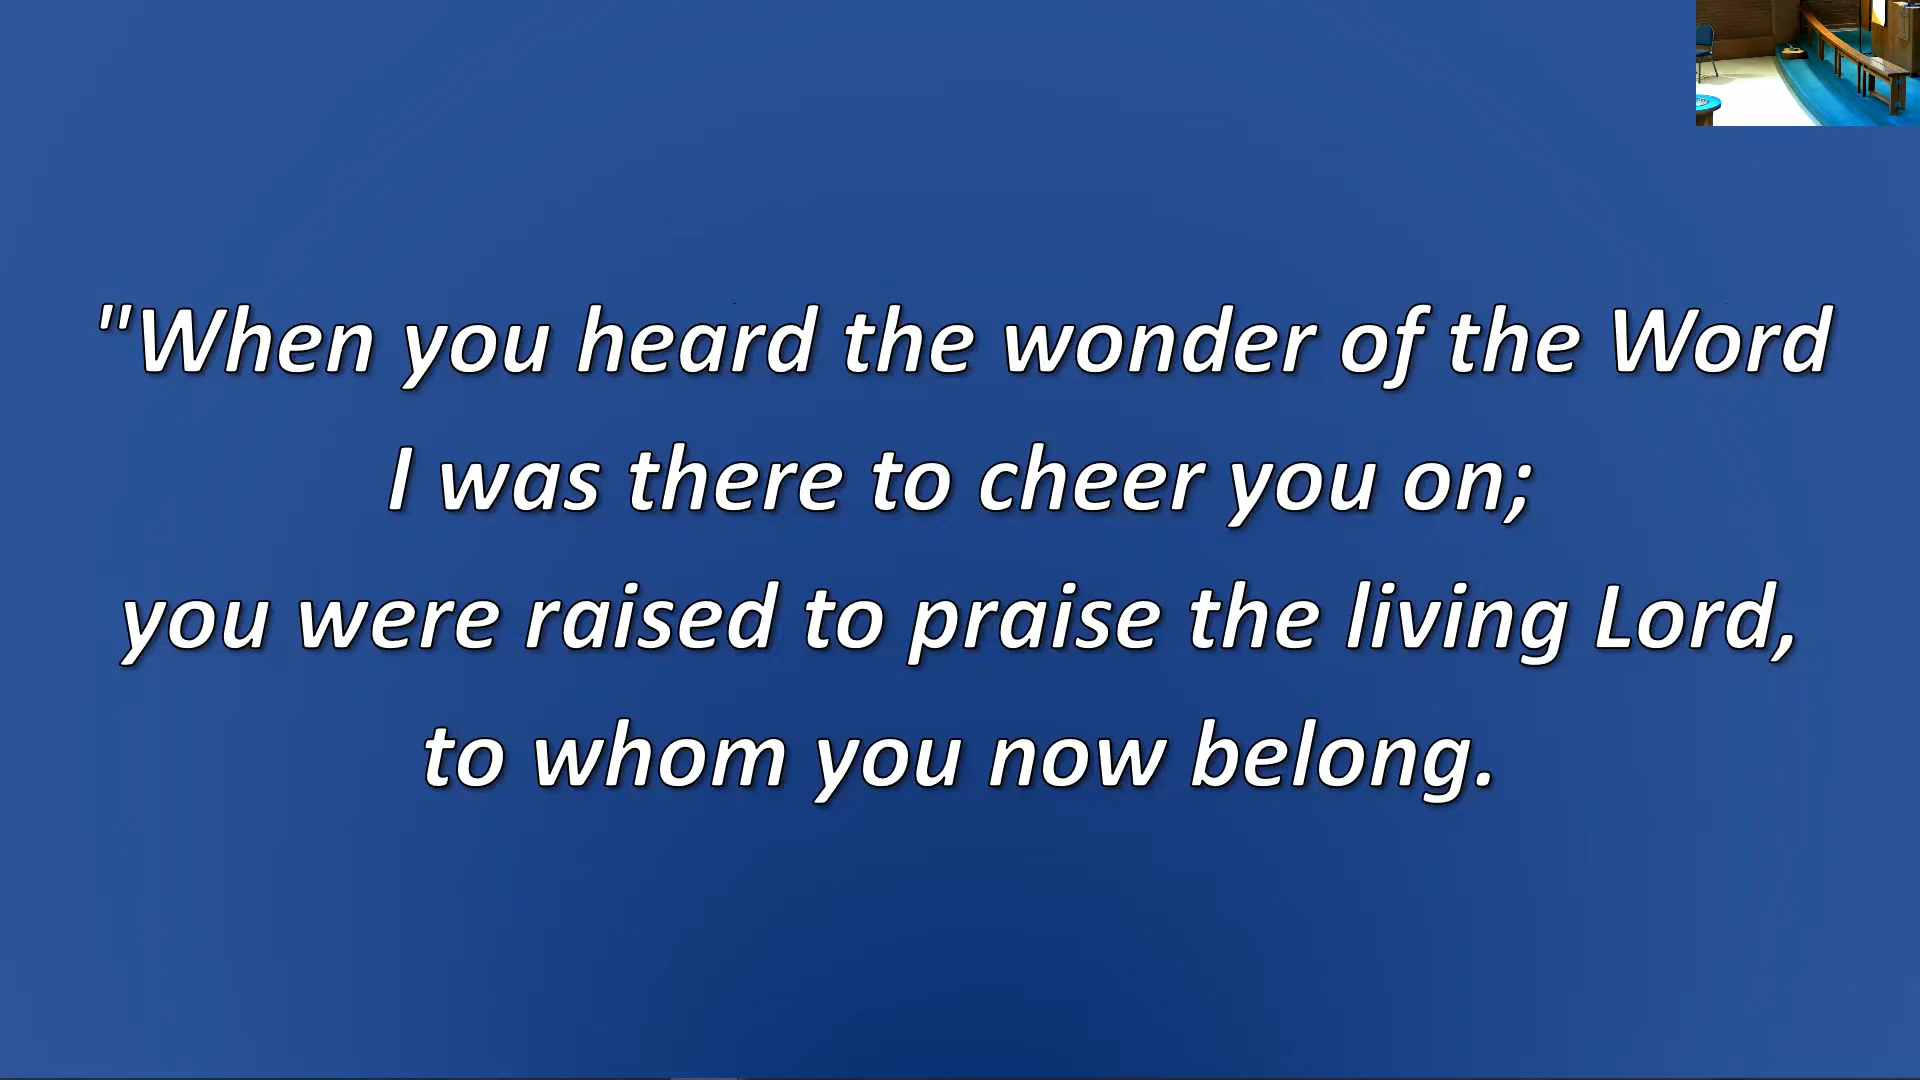 "When you heard the wonder of the Word
I was there to cheer you on;
you were raised to praise the living Lord,
to whom you now belong.